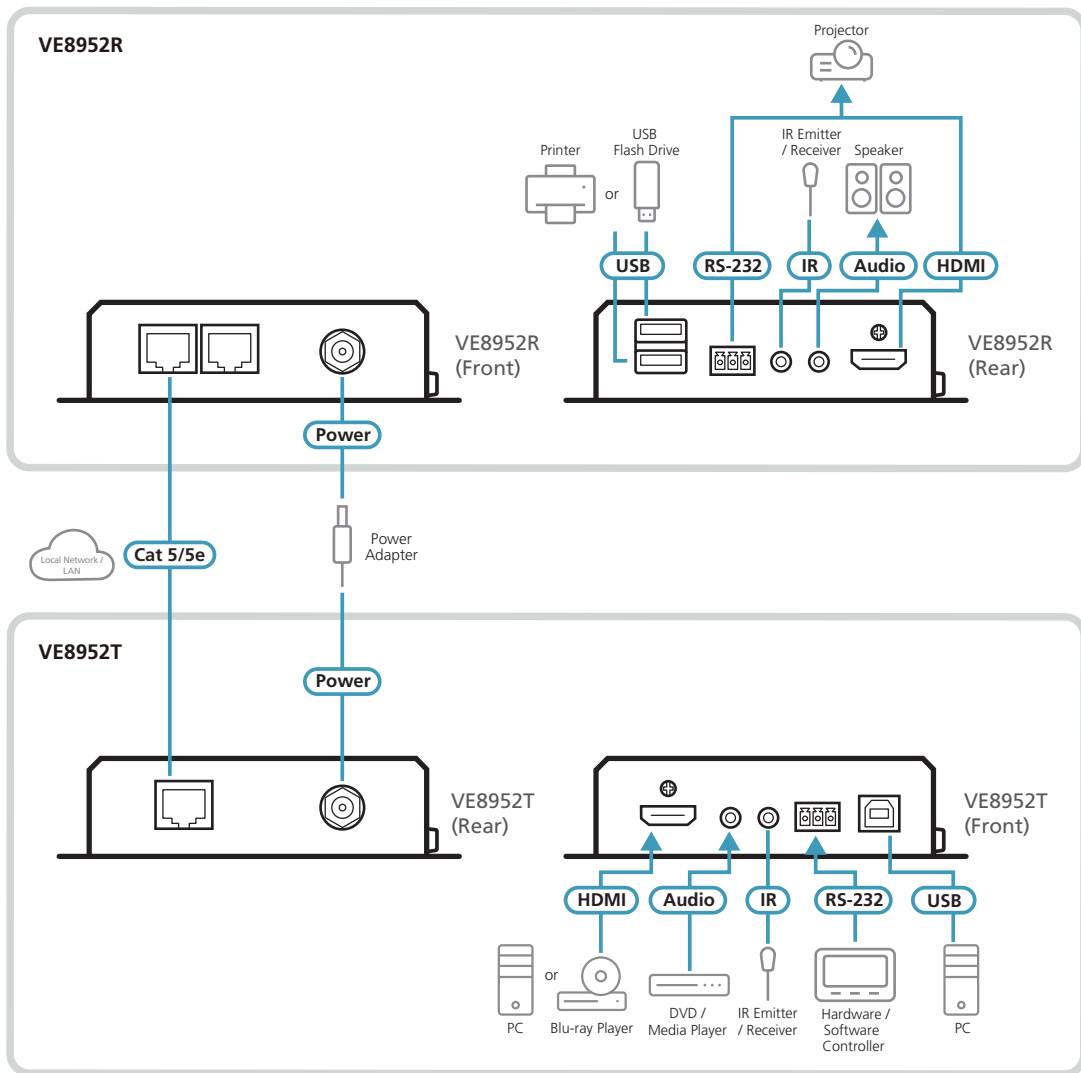 VE8952R
Projector
USB
Flash Drive
IR Emitter
/ Receiver
Printer
Speaker
or
USB
RS-232
IR
Audio
HDMI
VE8952R
(Front)
VE8952R
(Rear)
Power
Local Network /
LAN
Cat 5/5e
Power
Adapter
VE8952T
Power
VE8952T
(Rear)
VE8952T
(Front)
HDMI
Audio
IR
RS-232
USB
or
PC
Blu-ray Player
DVD /
Media Player
IR Emitter
/ Receiver
Hardware /
Software
Controller
PC